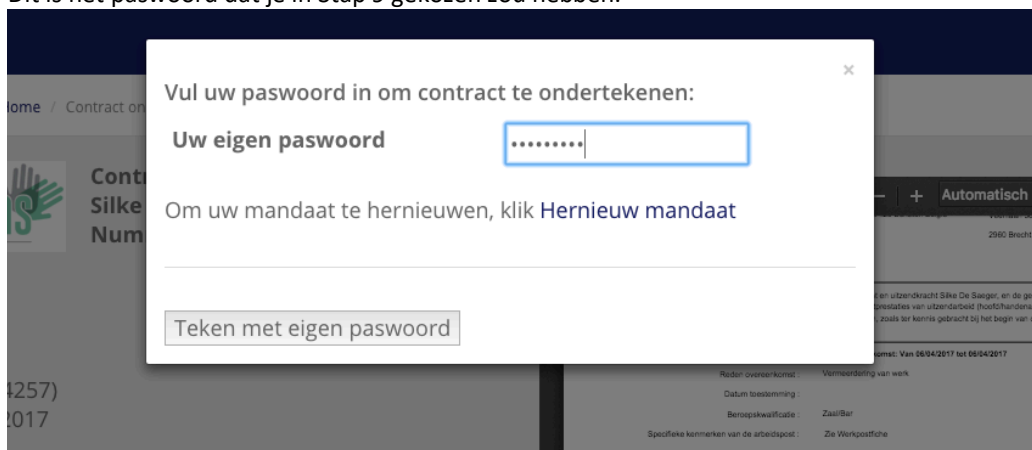 Dit is het paswoord dat je in Stap 9 gekozen zou hebben.
×
Vul uw paswoord in om contract te ondertekenen:
Uw eigen paswoord •••••••••
Om uw mandaat te hernieuwen, klik Hernieuw mandaat
Teken met eigen paswoord
Home / Contract on
Silke
Num
4257)
2017
− + Automatisch
2960 Brecht
Reden overeenkomst : Vermeerdering van werk
Datum toestemming :
Beroepskwalificatie : Zaal/Bar
Specifieke kenmerken van de arbeidspost : Zie Werkpostfiche